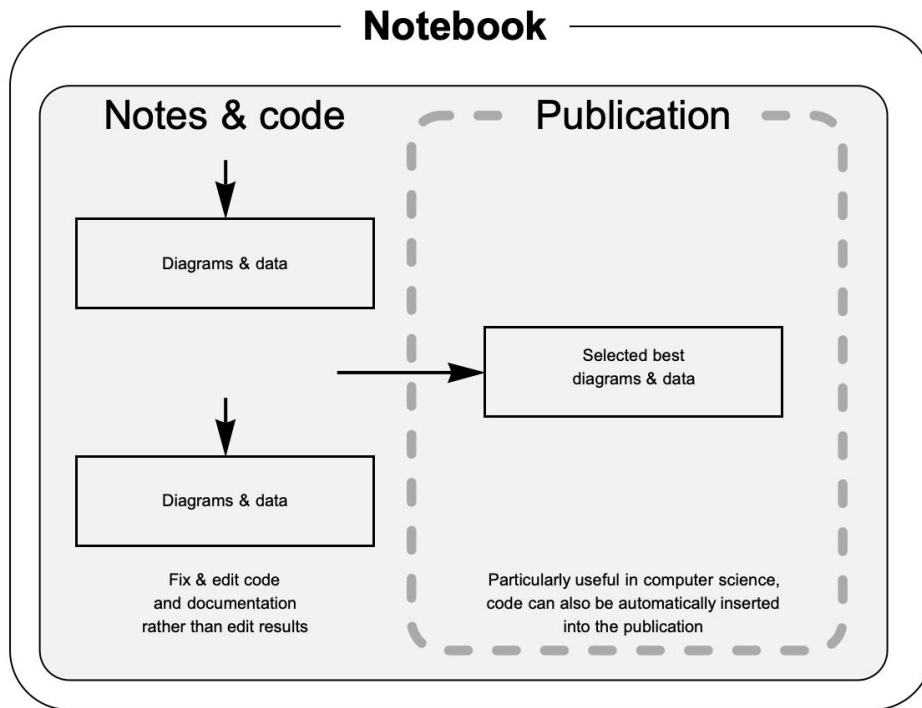 Notebook
Notes & code
Diagrams & data
Diagrams & data
Fix & edit code
and documentation
rather than edit results
Publication
Selected best
diagrams & data
Particularly useful in computer science,
code can also be automatically inserted
into the publication